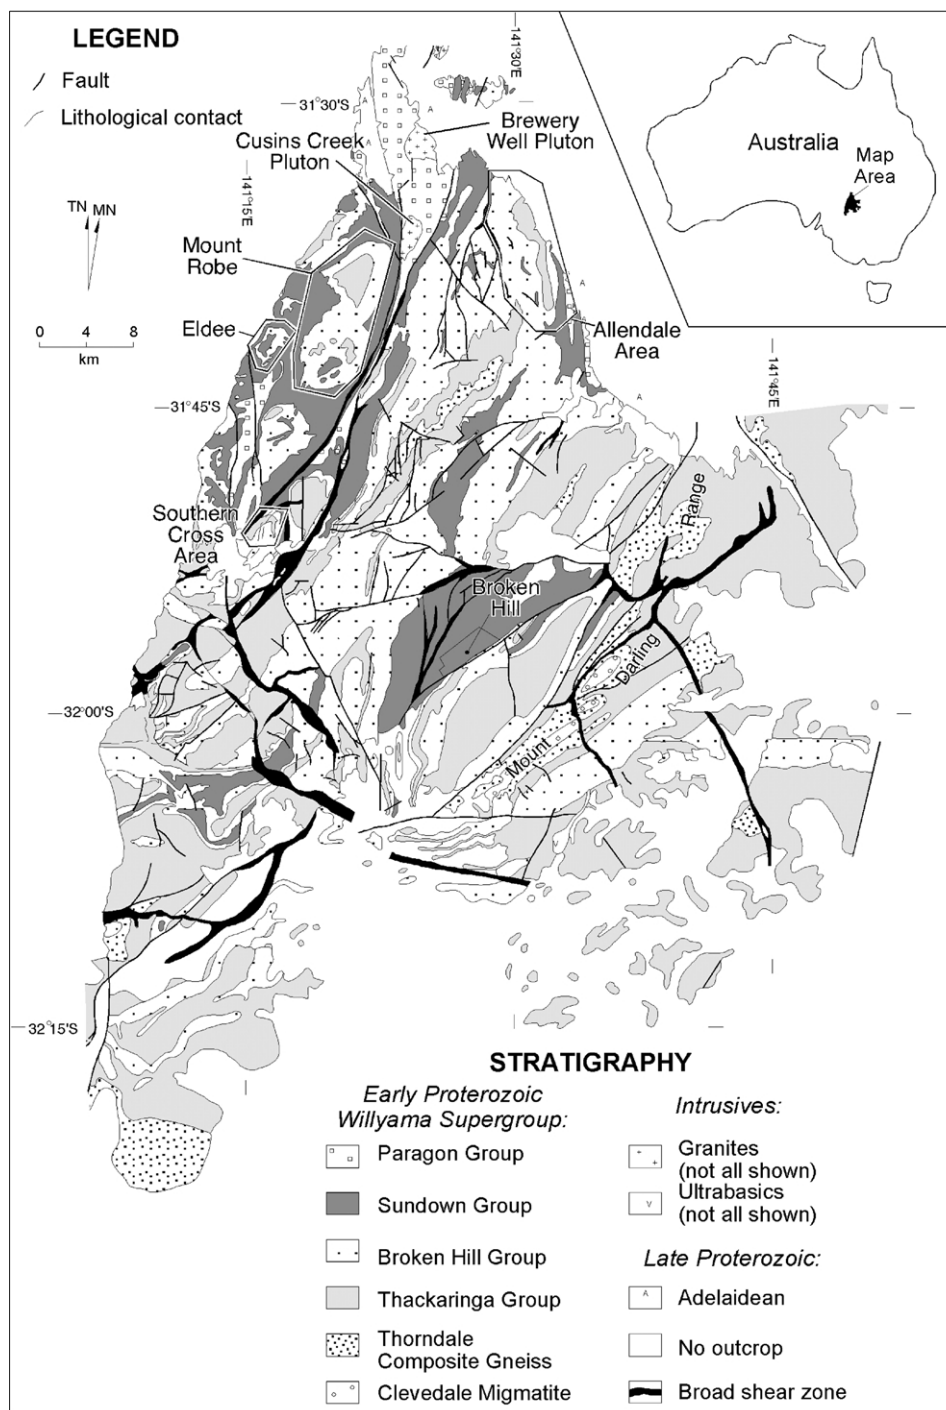 LEGEND
Fault
Lithological contact
141°30'E
31°30'S
Cusins Creek
Pluton
Brewery
Well Pluton
Australia
Map
Area
141°15'E
TN
MN
Mount
Robe
Eldee
0 4 8
km
Allendale
Area
31°45'S
141°45'E
Southern
Cross
Area
Range
Broken
Hill
Darling
Mount
32°00'S
32°15'S
STRATIGRAPHY
Early Proterozoic
Willyama Supergroup:
Paragon Group
Sundown Group
Broken Hill Group
Thackaringa Group
Thorndale
Composite Gneiss
Clevedale Migmatite
Intrusives:
Granites
(not all shown)
V
Ultrabasics
(not all shown)
Late Proterozoic:
A
Adelaidean
No outcrop
Broad shear zone